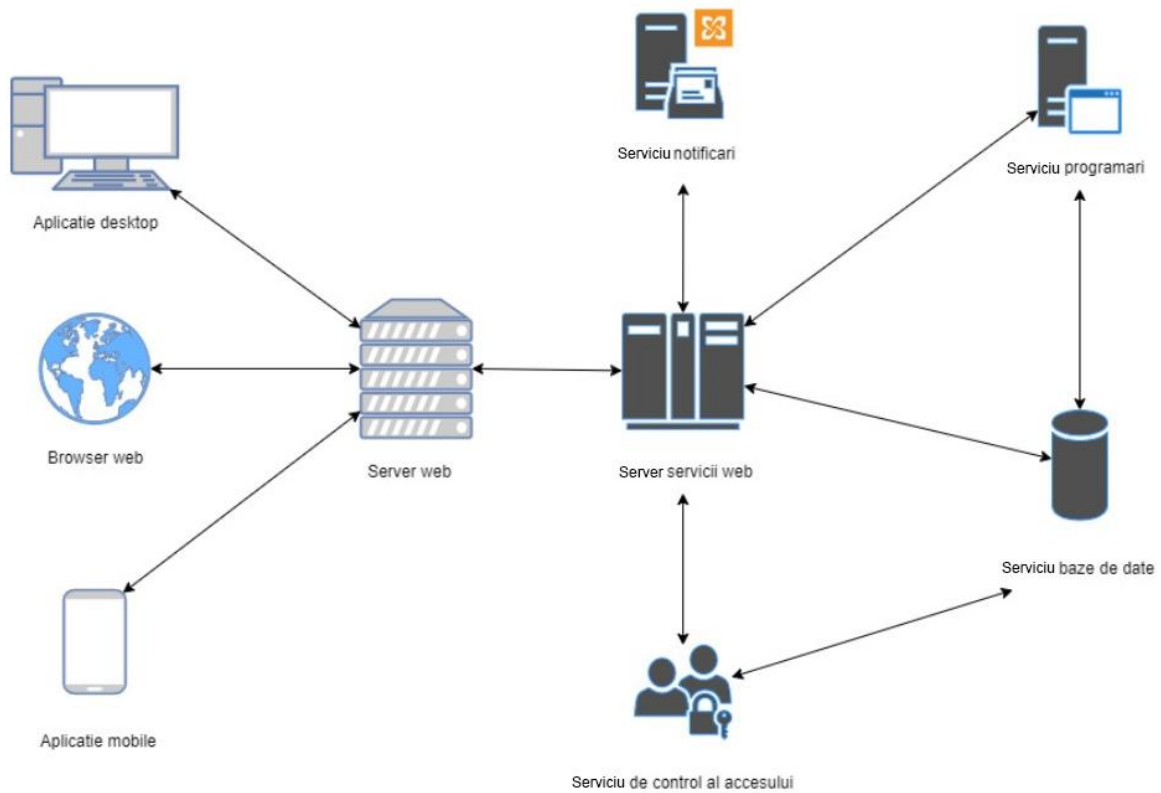 Serviciu notificari
Serviciu programari
Aplicatie desktop
Browser web
Server web
Server servicii web
Serviciu baze de date
Aplicatie mobile
Serviciu de control al accesului